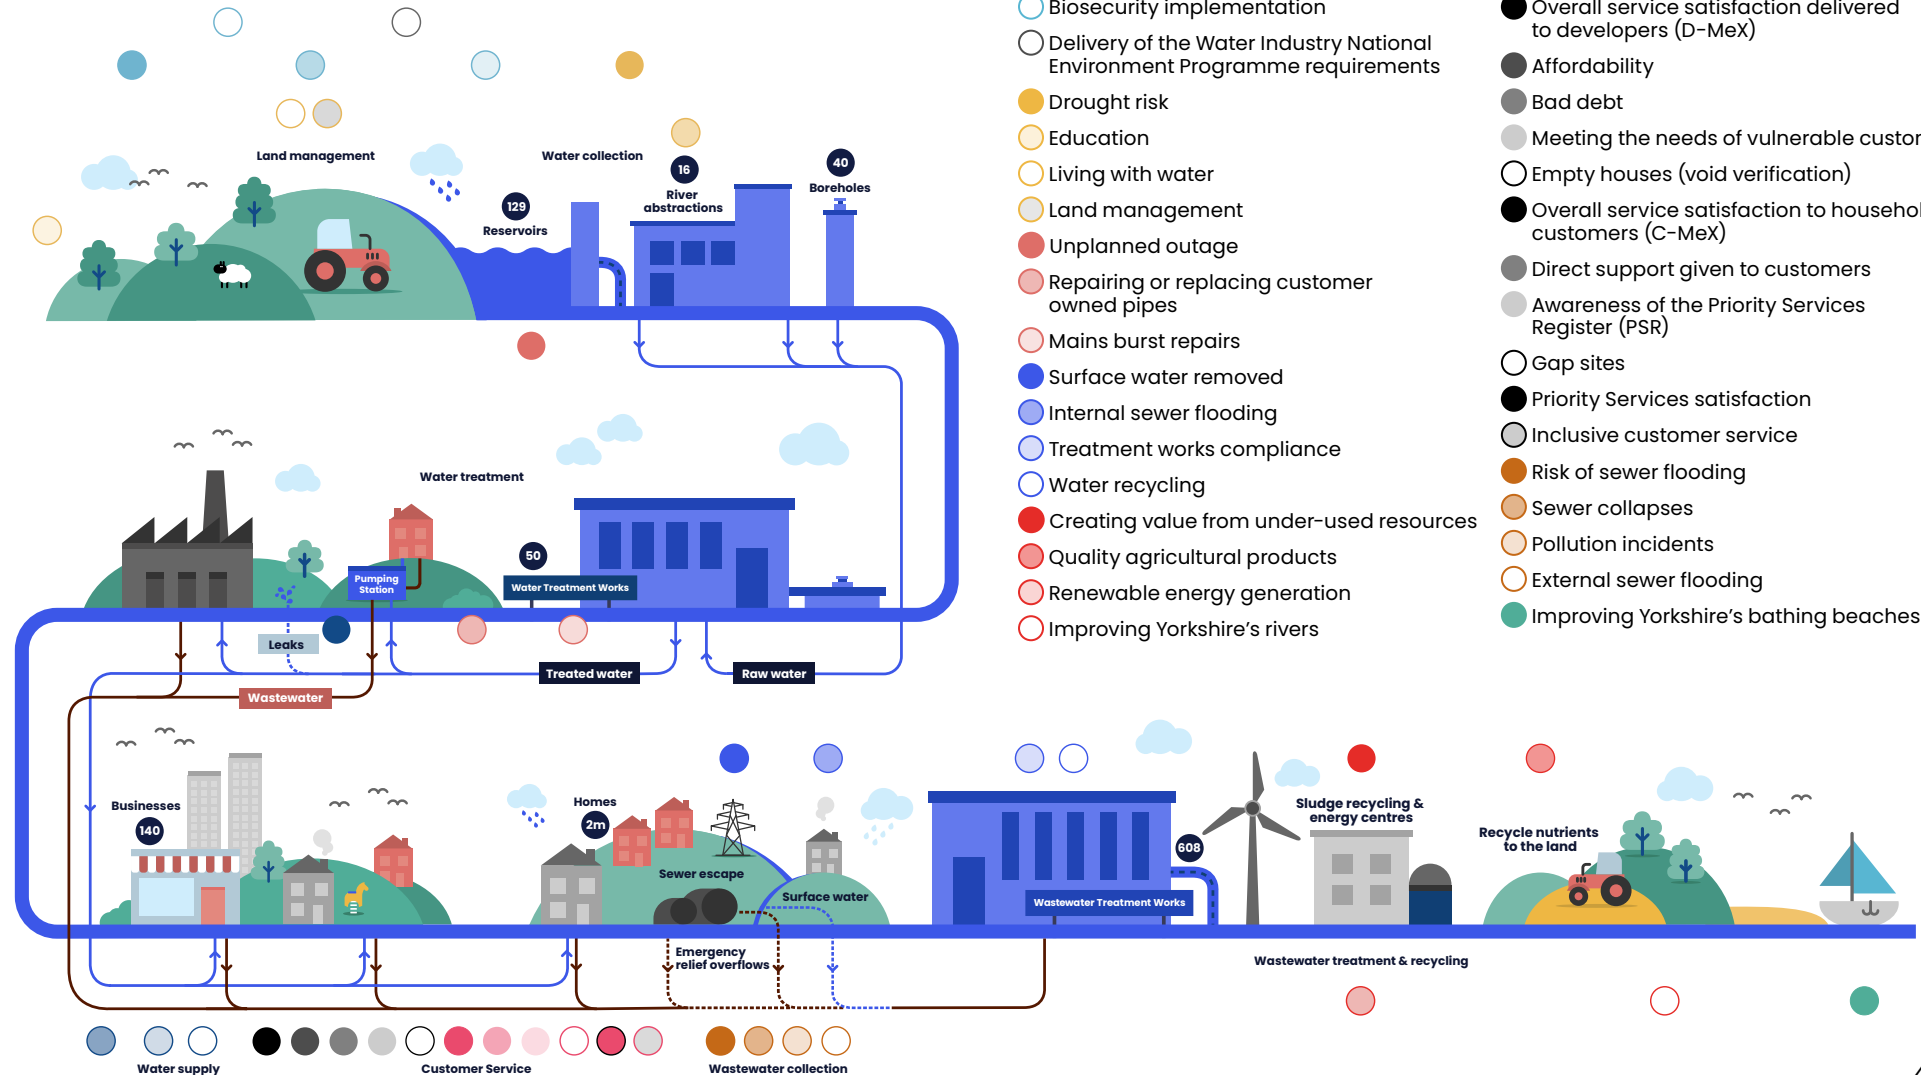 Land management
Water collection
129
Reservoirs
16
River
abstractions
40
Boreholes
Water treatment
Pumping
Station
50
Water Treatment Works
Leaks
Wastewater
Treated water
Raw water
Businesses
140
Homes
2m
Sewer escape
Surface water
Emergency
relief overflows
608
Wastewater Treatment Works
Sludge recycling &
energy centres
Recycle nutrients
to the land
Wastewater treatment & recycling
Water supply
Customer Service
Wastewater collection
Biosecurity implementation
Delivery of the Water Industry National
Environment Programme requirements
Drought risk
Education
Living with water
Land management
Unplanned outage
Repairing or replacing customer
owned pipes
Mains burst repairs
Surface water removed
Internal sewer flooding
Treatment works compliance
Water recycling
Creating value from under-used resources
Quality agricultural products
Renewable energy generation
Improving Yorkshire's rivers
Overall service satisfaction delivered
to developers (D-MeX)
Affordability
Bad debt
Meeting the needs of vulnerable
Empty houses (void verification)
Overall service satisfaction to
customers (C-MeX)
Direct support given to customers
Awareness of the Priority Services
Register (PSR)
Gap sites
Priority Services satisfaction
Inclusive customer service
Risk of sewer flooding
Sewer collapses
Pollution incidents
External sewer flooding
Improving Yorkshire's bathing beaches